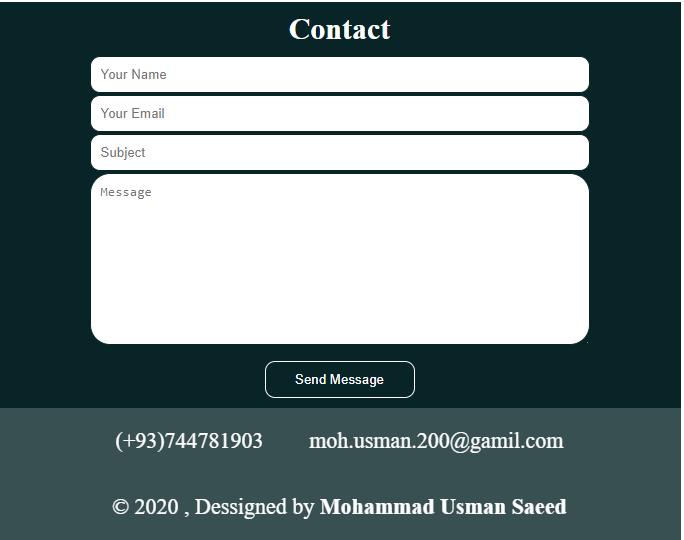 Contact
Your Name
Your Email
Subject
Message
Send Message
(+93)744781903 moh.usman.200@gamil.com
© 2020 , Dessigned by Mohammad Usman Saeed